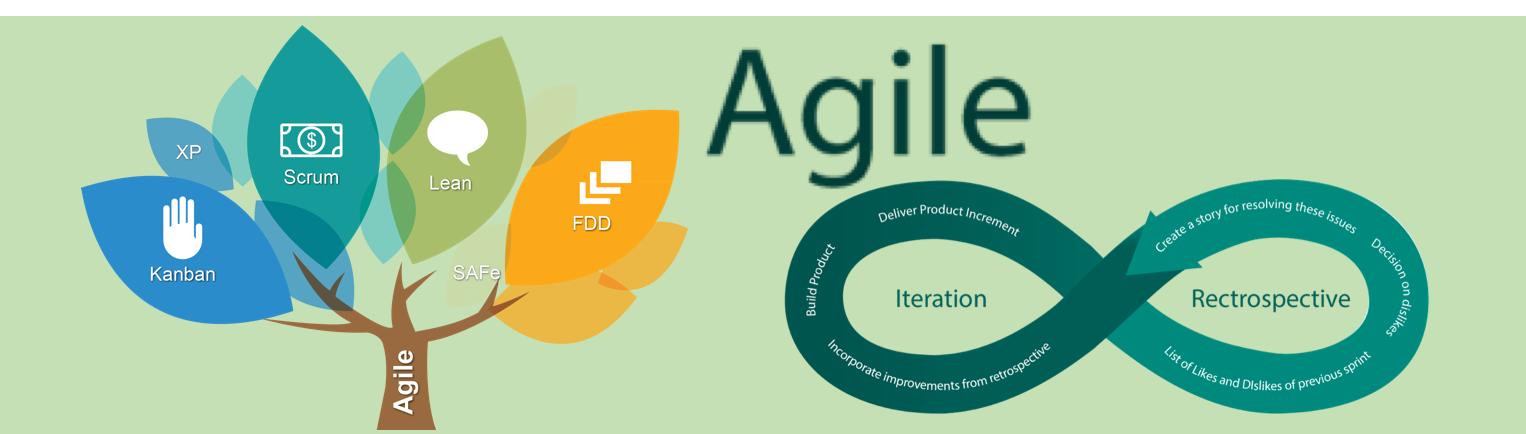 XP
Scrum
Lean
FDD
Kanban
SAFe
Agile
Agile
Deliver Product Increment
Build Product
Iteration
Incorporate improvements from retrospective
Create a story for resolving these issues
Decision on dislikes
Rectrospective
List of Likes and DIslikes of previous sprint